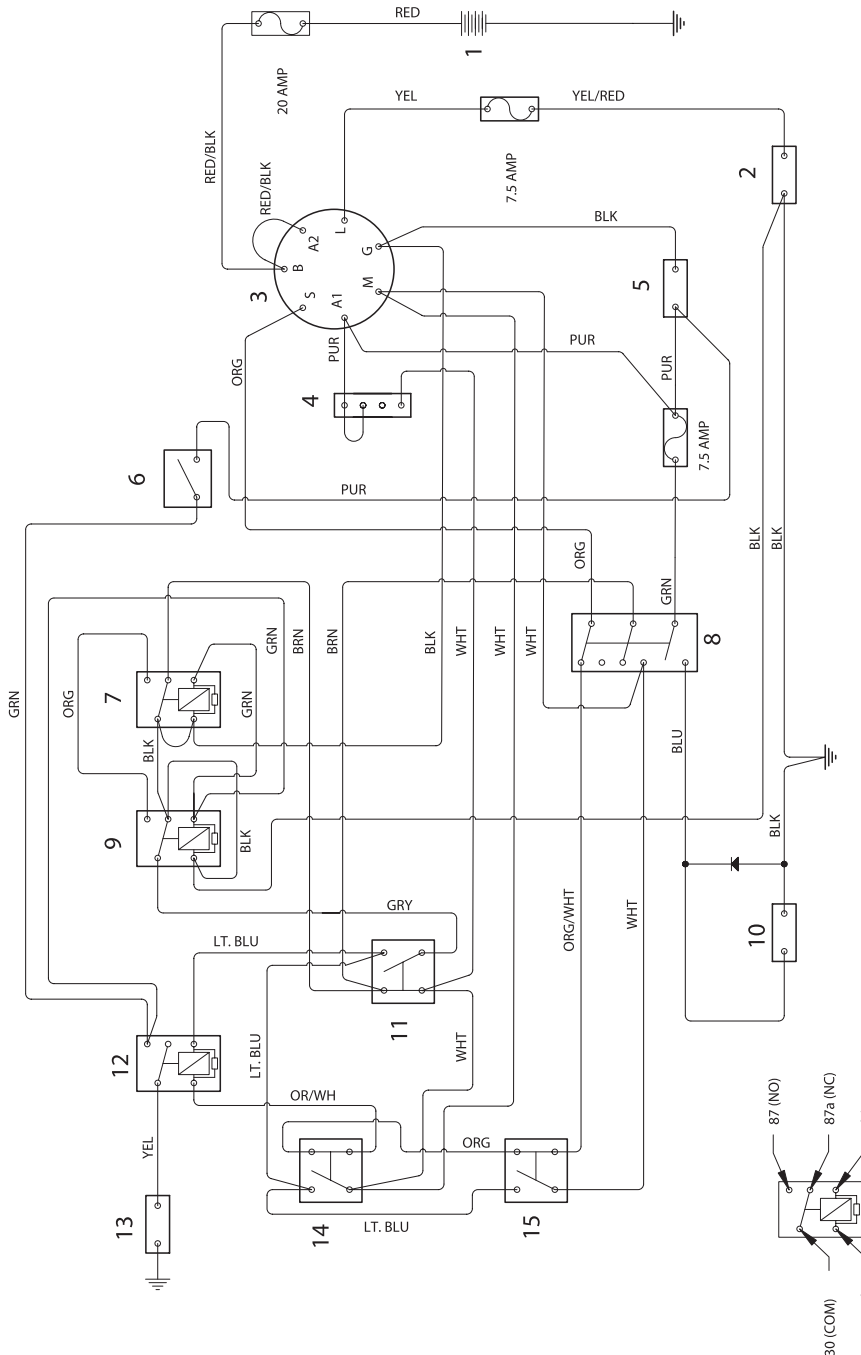 RED
1
20 AMP
YEL
YEL/RED
7.5 AMP
2
RED/BLK
RED/BLK
A2
L
B
G
S
M
A1
3
BLK
5
ORG
PUR
PUR
PUR
4
7.5 AMP
6
PUR
BLK
BLK
ORG
GRN
8
GRN
ORG
7
GRN
GRN
BRN
BRN
BLK
WHT
WHT
WHT
BLK
BLU
9
BLK
BLK
GRY
ORG/WHT
WHT
10
LT. BLU
11
12
LT. BLU
WHT
OR/WH
YEL
ORG
13
14
15
LT. BLU
87 (NO)
87a (NC)
30 (COM)